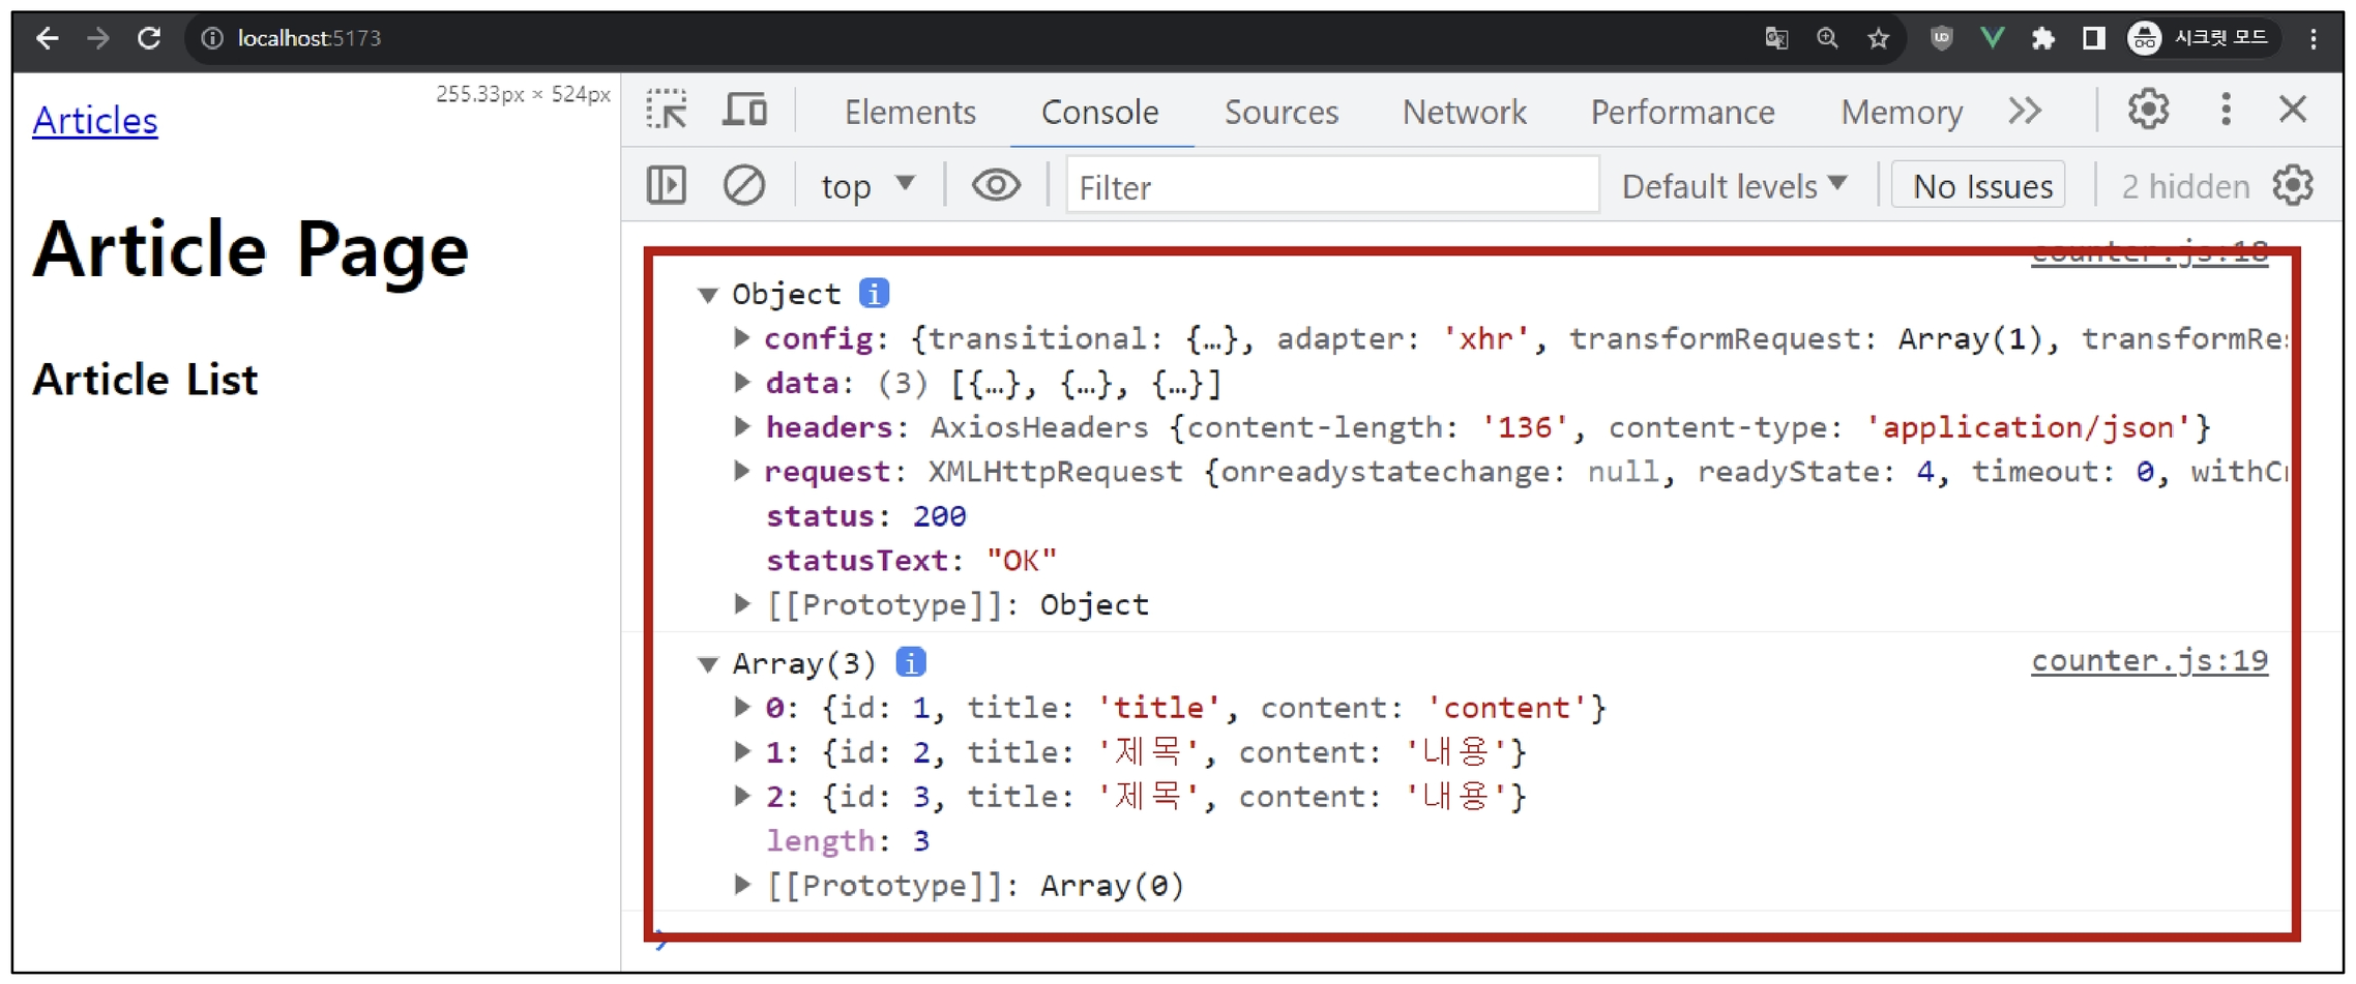 localhost:5173
시크릿 모드
Articles
255.33px × 524px
Article Page
Article List
Elements Console Sources Network Performance Memory
top Filter Default levels No Issues 2 hidden
counter.js:18
Object i
config: {transitional: {…}, adapter: 'xhr', transformRequest: Array(1), transformRe
data: (3) [{…}, {…}, {…}]
headers: AxiosHeaders {content-length: '136', content-type: 'application/json'}
request: XMLHttpRequest {onreadystatechange: null, readyState: 4, timeout: 0, withC
status: 200
statusText: "OK"
[[Prototype]]: Object
Array(3) i
counter.js:19
0: {id: 1, title: 'title', content: 'content'}
1: {id: 2, title: '제목', content: '내용'}
2: {id: 3, title: '제목', content: '내용'}
length: 3
[[Prototype]]: Array(0)